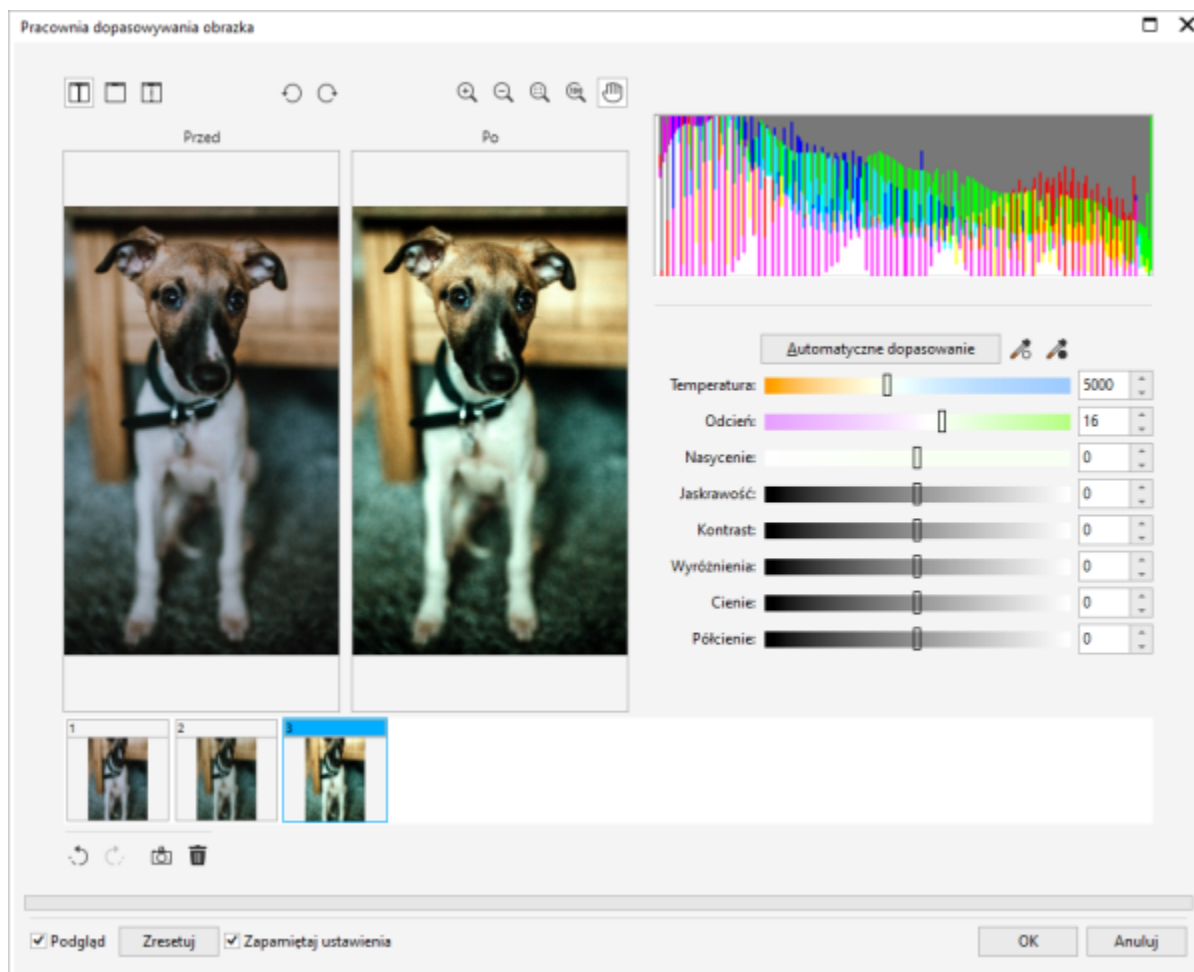 Pracownia dopasowywania obrazka
Przed
Po
Automatyczne dopasowanie
Temperatura: 5000
Odcień: 16
Nasycenie: 0
Jaskrawość: 0
Kontrast: 0
Wyróżnienia: 0
Cienie: 0
Półcienie: 0
1
2
3
Podgląd
Zresetuj
Zapamiętaj ustawienia
OK
Anuluj